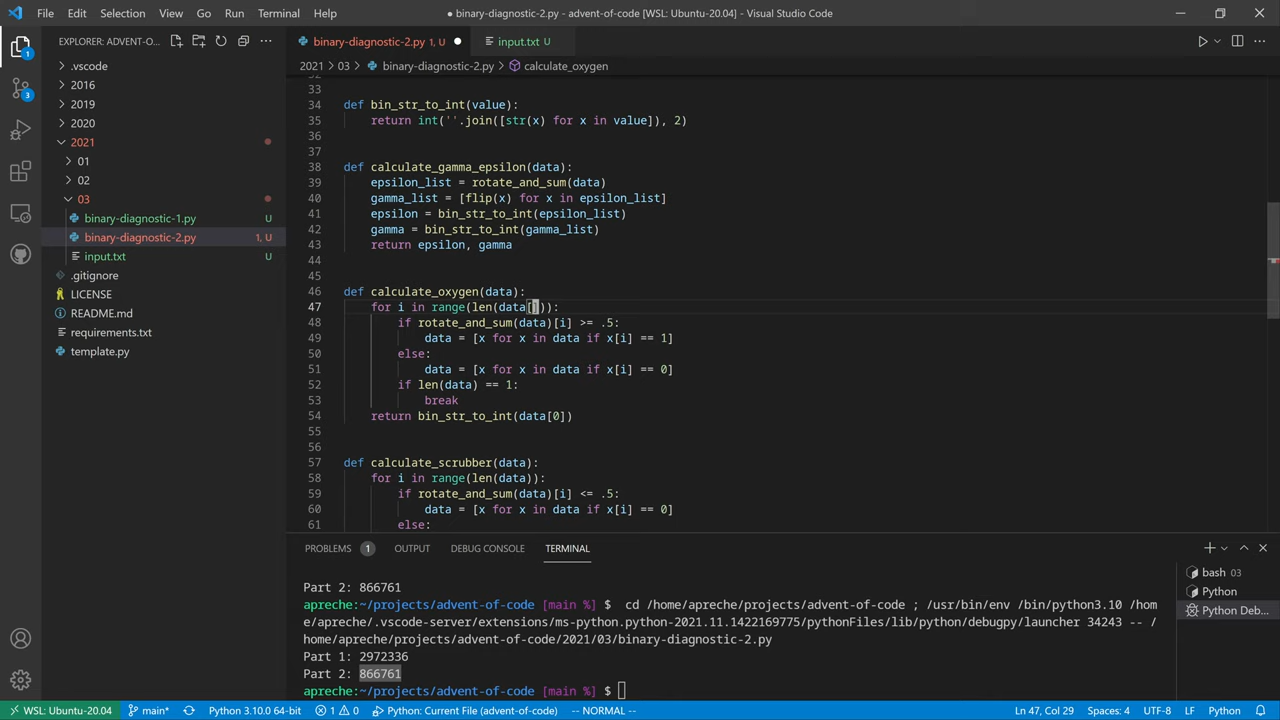 File Edit Selection View Go Run Terminal Help
● binary-diagnostic-2.py - advent-of-code [WSL: Ubuntu-20.04] - Visual Studio Code
EXPLORER: ADVENT-O... ···
.vscode
2016
2019
2020
2021
01
02
03
binary-diagnostic-1.py U
binary-diagnostic-2.py 1, U
input.txt U
.gitignore
LICENSE
README.md
requirements.txt
template.py
1
3
binary-diagnostic-2.py 1, U ●
input.txt U
2021 > 03 > binary-diagnostic-2.py > calculate_oxygen
33
34 def bin_str_to_int(value):
35 return int(''.join([str(x) for x in value]), 2)
36
37
38 def calculate_gamma_epsilon(data):
39 epsilon_list = rotate_and_sum(data)
40 gamma_list = [flip(x) for x in epsilon_list]
41 epsilon = bin_str_to_int(epsilon_list)
42 gamma = bin_str_to_int(gamma_list)
43 return epsilon, gamma
44
45
46 def calculate_oxygen(data):
47 for i in range(len(data[])):
48 if rotate_and_sum(data)[i] >= .5:
49 data = [x for x in data if x[i] == 1]
50 else:
51 data = [x for x in data if x[i] == 0]
52 if len(data) == 1:
53 break
54 return bin_str_to_int(data[0])
55
56
57 def calculate_scrubber(data):
58 for i in range(len(data)):
59 if rotate_and_sum(data)[i] <= .5:
60 data = [x for x in data if x[i] == 0]
61 else:
PROBLEMS 1 OUTPUT DEBUG CONSOLE TERMINAL
Part 2: 866761
apreche:~/projects/advent-of-code [main %] $ cd /home/apreche/projects/advent-of-code ; /usr/bin/env /bin/python3.10 /hom
e/apreche/.vscode-server/extensions/ms-python.python-2021.11.1422169775/pythonFiles/lib/python/debugpy/launcher 34243 -- /
home/apreche/projects/advent-of-code/2021/03/binary-diagnostic-2.py
Part 1: 2972336
Part 2: 866761
apreche:~/projects/advent-of-code [main %] $
bash 03
Python
Python Deb...
WSL: Ubuntu-20.04 main* Python 3.10.0 64-bit 1 0 Python: Current File (advent-of-code) -- NORMAL -- Ln 47, Col 29 Spaces: 4 UTF-8 LF Python